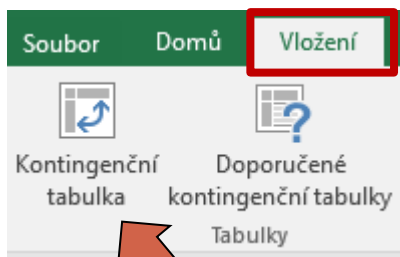 Soubor Domů Vložení
Kontingenční tabulka
Doporučené kontingenční tabulky
Tabulky